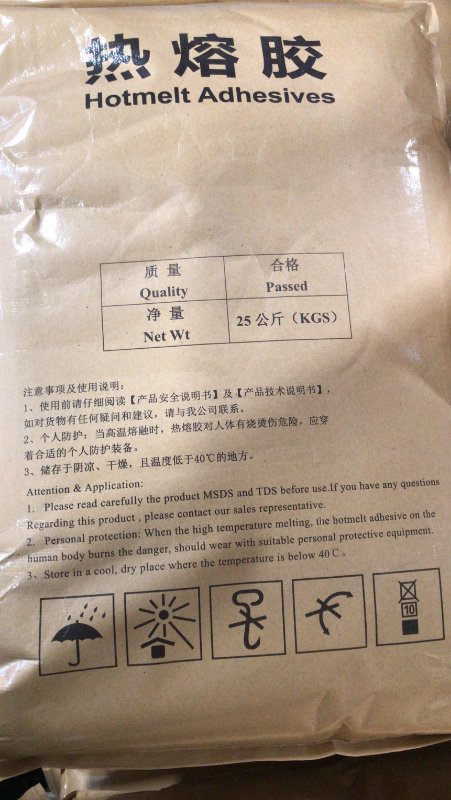 热熔胶
Hotmelt Adhesives
质量 合格
Quality Passed
净量 25公斤（KGS）
Net Wt
注意事项及使用说明：
1、使用前请仔细阅读【产品安全说明书】及【产品技术说明书】，
如对货物有任何疑问和建议，请与我公司联系。
2、个人防护：当高温熔融时，热熔胶对人体有烧烫伤危险，应穿
着合适的个人防护装备。
3、储存于阴凉、干燥，且温度低于40℃的地方。
Attention & Application:
1. Please read carefully the product MSDS and TDS before use.If you have any questions
Regarding this product , please contact our sales representative.
2. Personal protection: When the high temperature melting, the hotmelt adhesive on the
human body burns the danger, should wear with suitable personal protective equipment.
3、Store in a cool, dry place where the temperature is below 40℃。
10